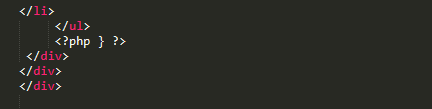 </li>
</ul>
<?php } ?>
</div>
</div>
</div>